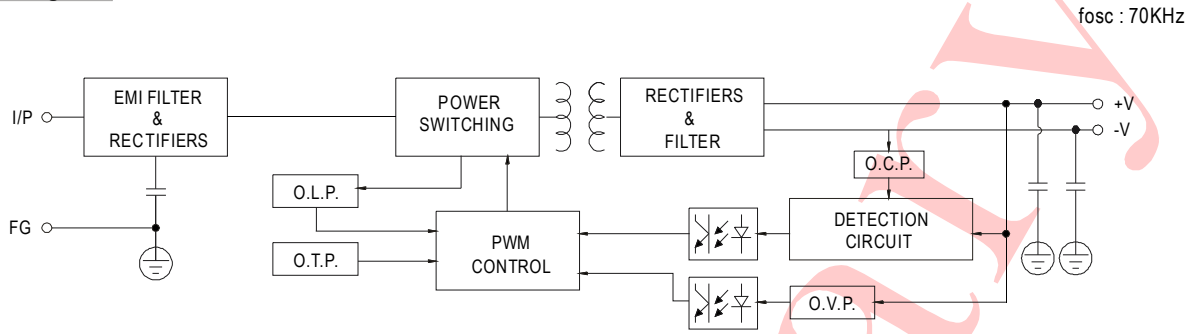 fosc : 70KHz
I/P
EMI FILTER
&
RECTIFIERS
POWER
SWITCHING
RECTIFIERS
&
FILTER
+V
-V
O.C.P.
O.L.P.
FG
DETECTION
CIRCUIT
PWM
CONTROL
O.T.P.
O.V.P.